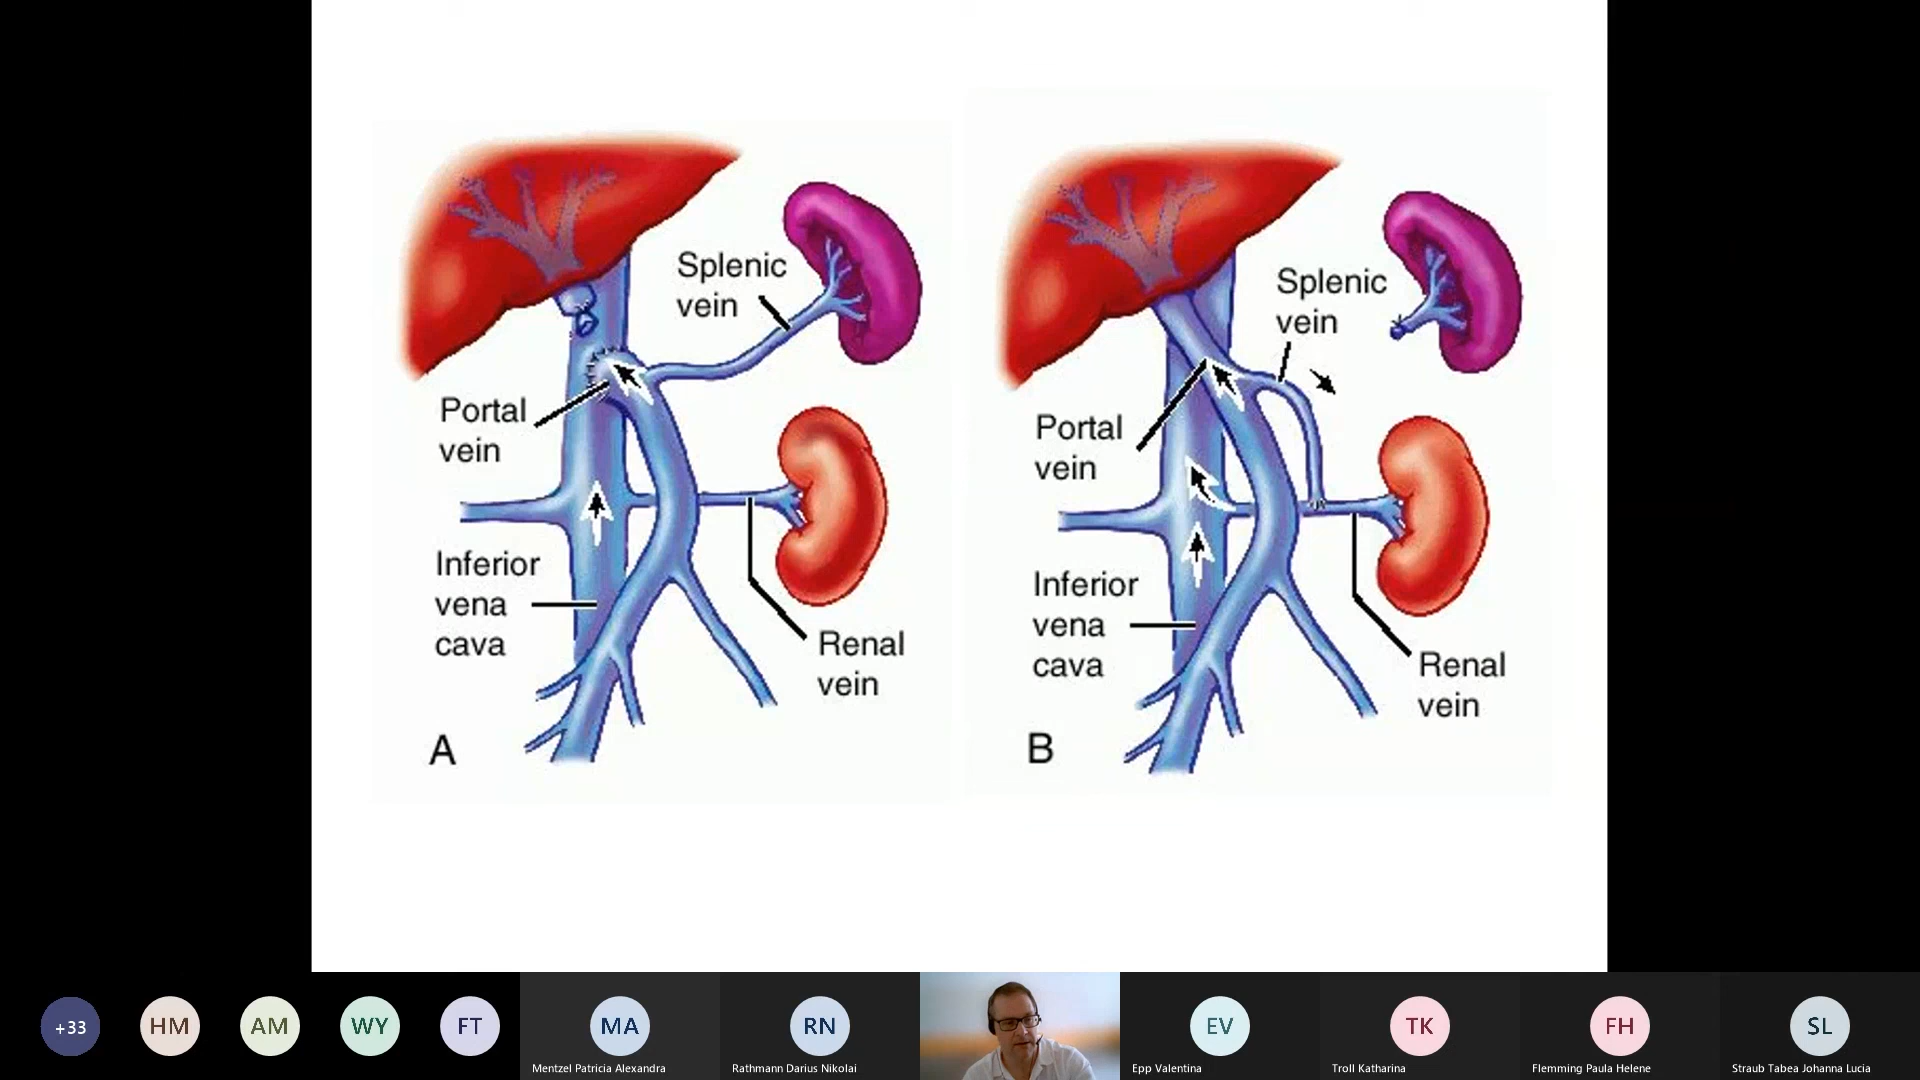 Splenic
vein
Portal
vein
Inferior
vena
cava
Renal
vein
A
Splenic
vein
Portal
vein
Inferior
vena
cava
Renal
vein
B
+33
HM
AM
WY
FT
MA
Mentzel Patricia Alexandra
RN
Rathmann Darius Nikolai
EV
Epp Valentina
TK
Troll Katharina
FH
Flemming Paula Helene
SL
Straub Tabea Johanna Lucia